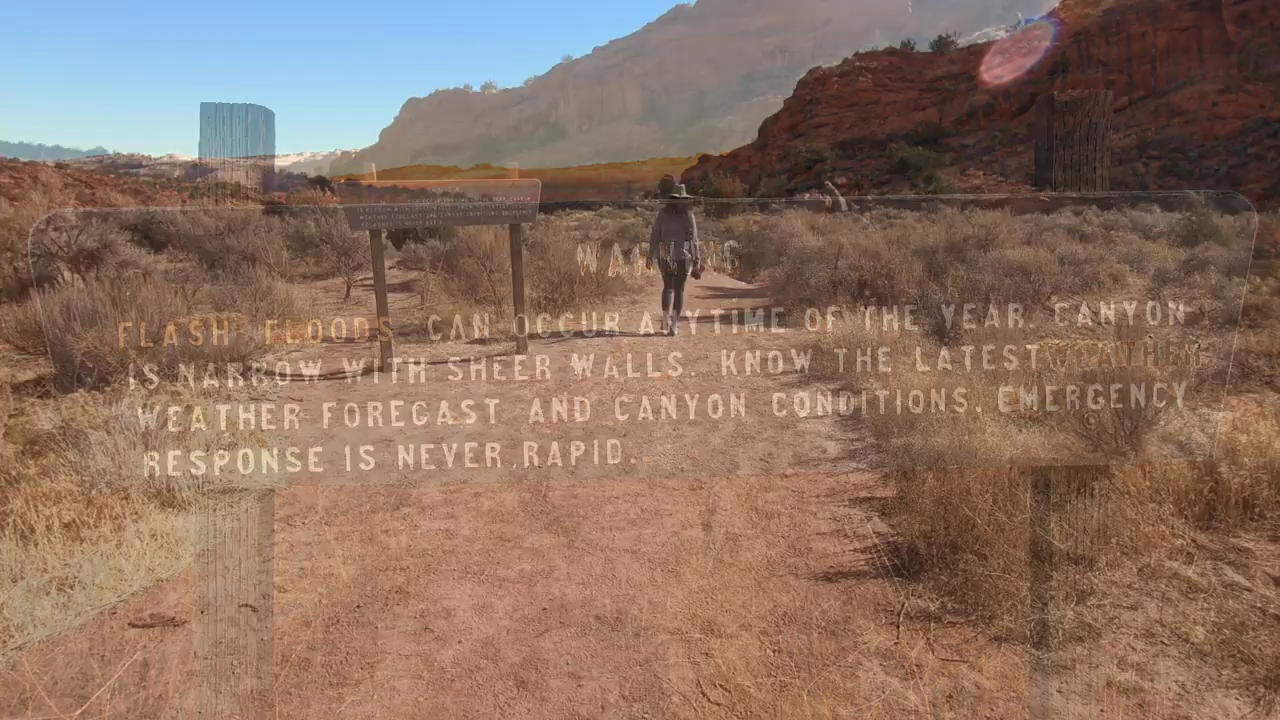 WARNING
FLASH FLOODS CAN OCCUR ANYTIME OF THE YEAR. CANYON
IS NARROW WITH SHEER WALLS. KNOW THE LATEST WEATHER
WEATHER FORECAST AND CANYON CONDITIONS. EMERGENCY
RESPONSE IS NEVER RAPID.